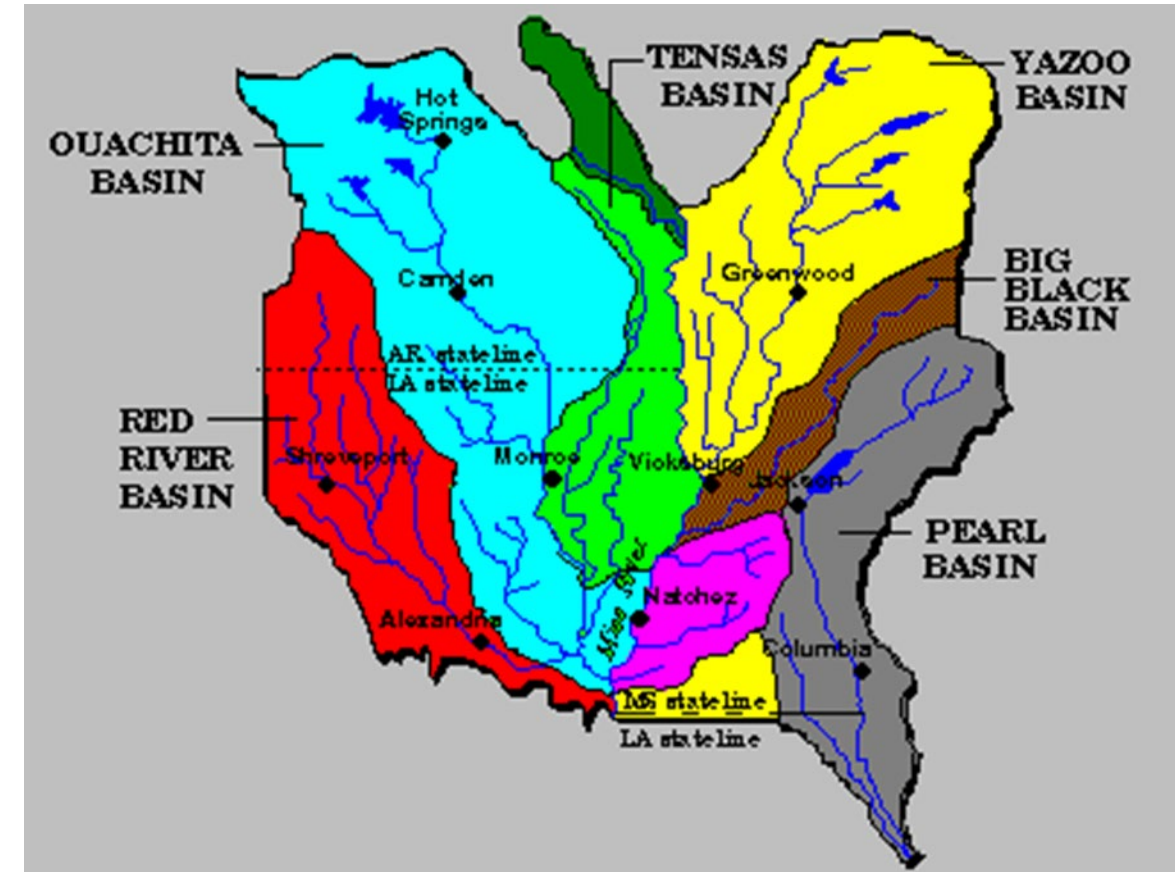 TENSAS
BASIN
YAZOO
BASIN
Hot
Springs
OUACHITA
BASIN
Camden
Greenwood
BIG
BLACK
BASIN
AR stateline
LA stateline
RED
RIVER
BASIN
Shreveport
Monroe
Vicksburg
Jackson
PEARL
BASIN
Miss River
Natchez
Alexandria
Columbia
MS stateline
LA stateline